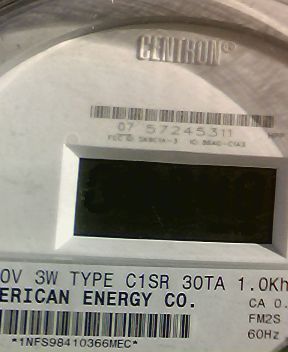 CENTRON®
07 57245311
0V 3W TYPE C1SR 30TA 1.0Kh
ERICAN ENERGY CO.
CA 0.
FM2S
60Hz
*1NFS98410366MEC*